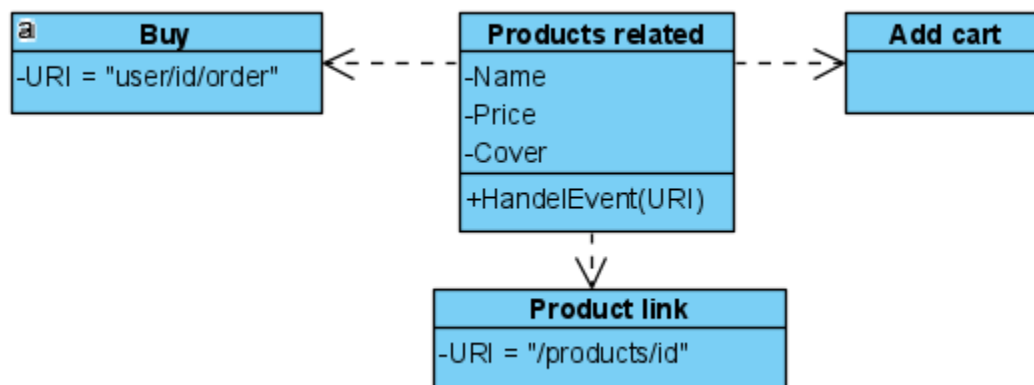 a
Buy
-URI = "user/id/order"
Products related
-Name
-Price
-Cover
+HandelEvent(URI)
Add cart
Product link
-URI = "/products/id"